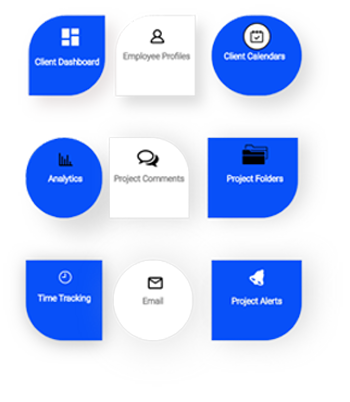 Client Dashboard
Employee Profiles
Client Calendars
Analytics
Project Comments
Project Folders
Time Tracking
Email
Project Alerts